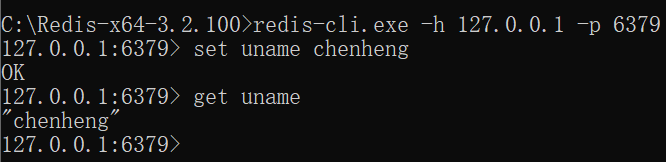 C:\Redis-x64-3.2.100>redis-cli.exe -h 127.0.0.1 -p 6379
127.0.0.1:6379> set uname chenheng
OK
127.0.0.1:6379> get uname
"chenheng"
127.0.0.1:6379>